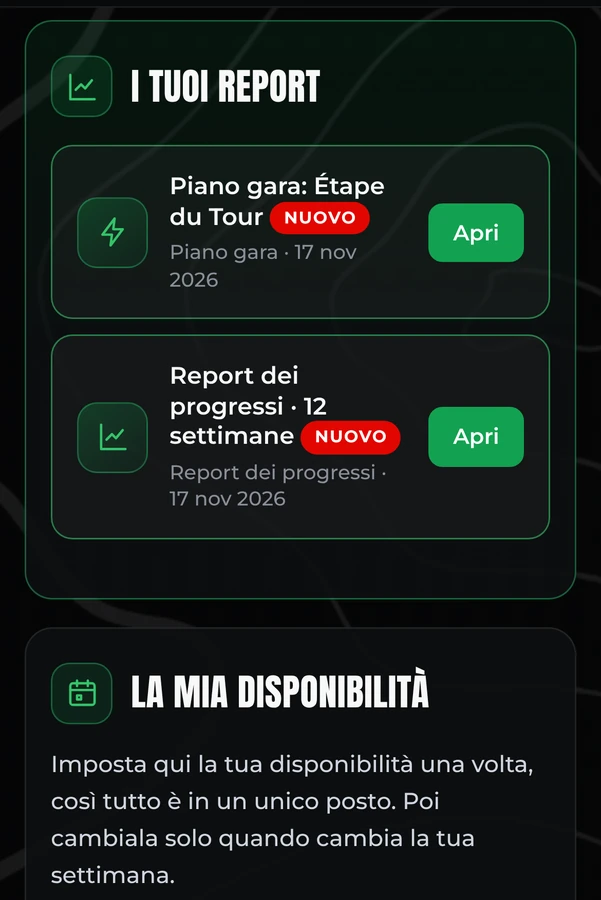 I TUOI REPORT
Piano gara: Étape
du Tour NUOVO
Piano gara · 17 nov
2026
Apri
Report dei
progressi · 12
settimane NUOVO
Report dei progressi ·
17 nov 2026
Apri
LA MIA DISPONIBILITÀ
Imposta qui la tua disponibilità una volta,
così tutto è in un unico posto. Poi
cambiala solo quando cambia la tua
settimana.